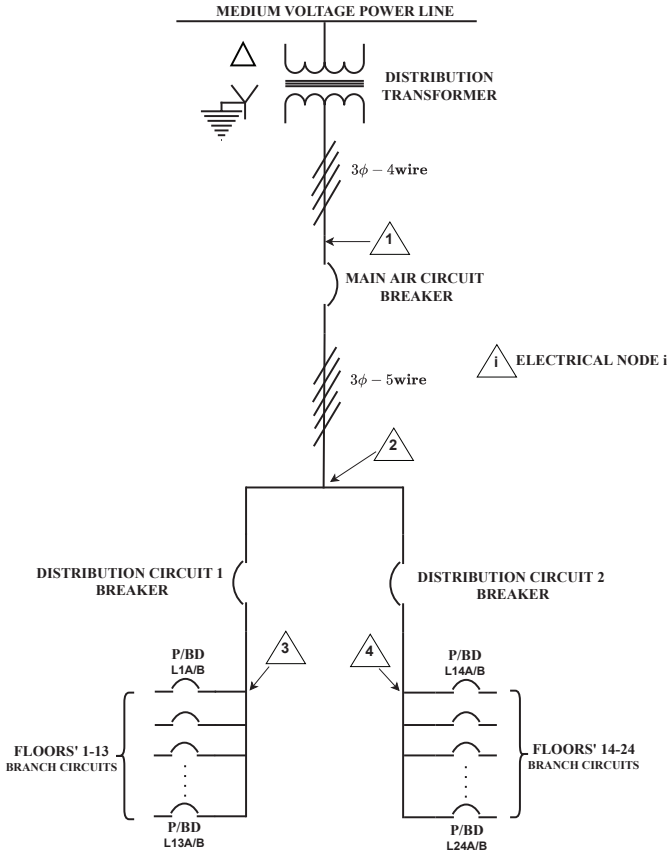 MEDIUM VOLTAGE POWER LINE
DISTRIBUTION
TRANSFORMER
3ϕ − 4wire
1
MAIN AIR CIRCUIT
BREAKER
3ϕ − 5wire
i
ELECTRICAL NODE i
2
DISTRIBUTION CIRCUIT 1
BREAKER
DISTRIBUTION CIRCUIT 2
BREAKER
3
4
P/BD
L1A/B
P/BD
L14A/B
FLOORS' 1-13
BRANCH CIRCUITS
FLOORS' 14-24
BRANCH CIRCUITS
P/BD
L13A/B
P/BD
L24A/B